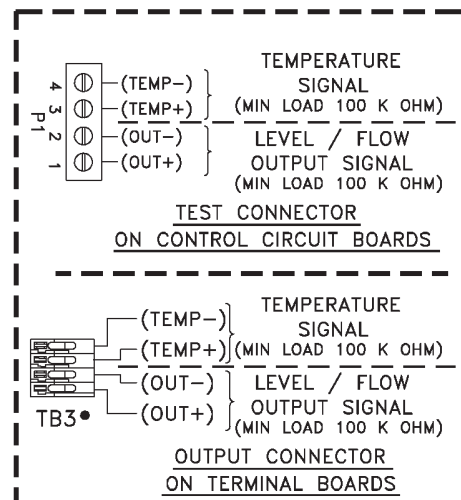 TEMPERATURE
SIGNAL
(MIN LOAD 100 K OHM)
4 (TEMP-)
3 (TEMP+)
P1
2 (OUT-)
1 (OUT+)
LEVEL / FLOW
OUTPUT SIGNAL
(MIN LOAD 100 K OHM)
TEST CONNECTOR
ON CONTROL CIRCUIT BOARDS
(TEMP-)
(TEMP+)
TEMPERATURE
SIGNAL
(MIN LOAD 100 K OHM)
(OUT-)
(OUT+)
LEVEL / FLOW
OUTPUT SIGNAL
(MIN LOAD 100 K OHM)
TB3●
OUTPUT CONNECTOR
ON TERMINAL BOARDS